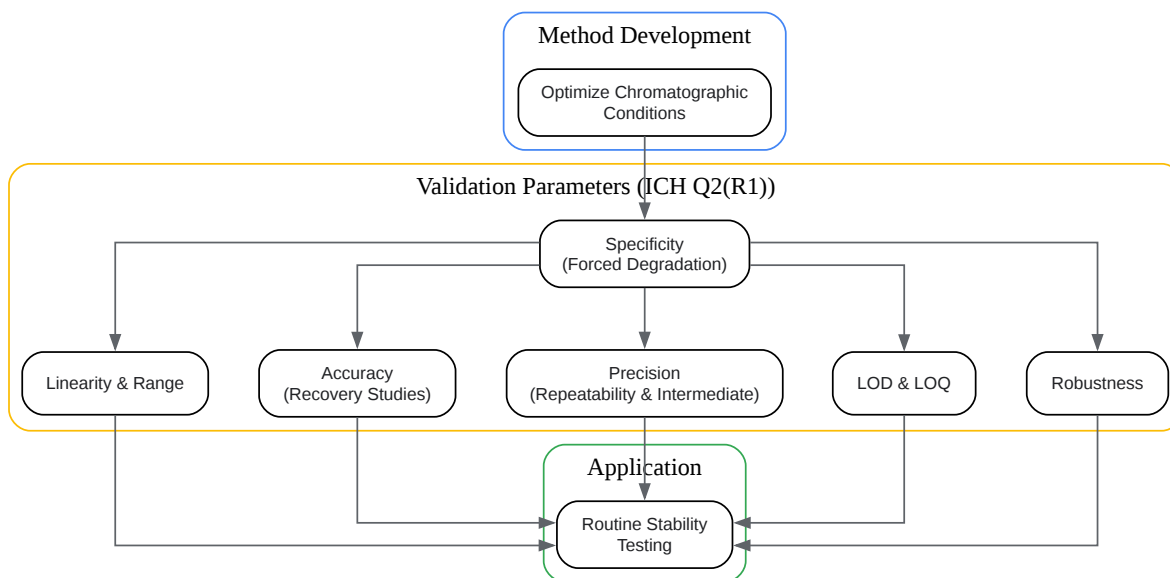 Method Development
Optimize Chromatographic
Conditions
Validation Parameters (ICH Q2(R1))
Specificity
(Forced Degradation)
Linearity & Range
Accuracy
(Recovery Studies)
Precision
(Repeatability & Intermediate)
LOD & LOQ
Robustness
Application
Routine Stability
Testing